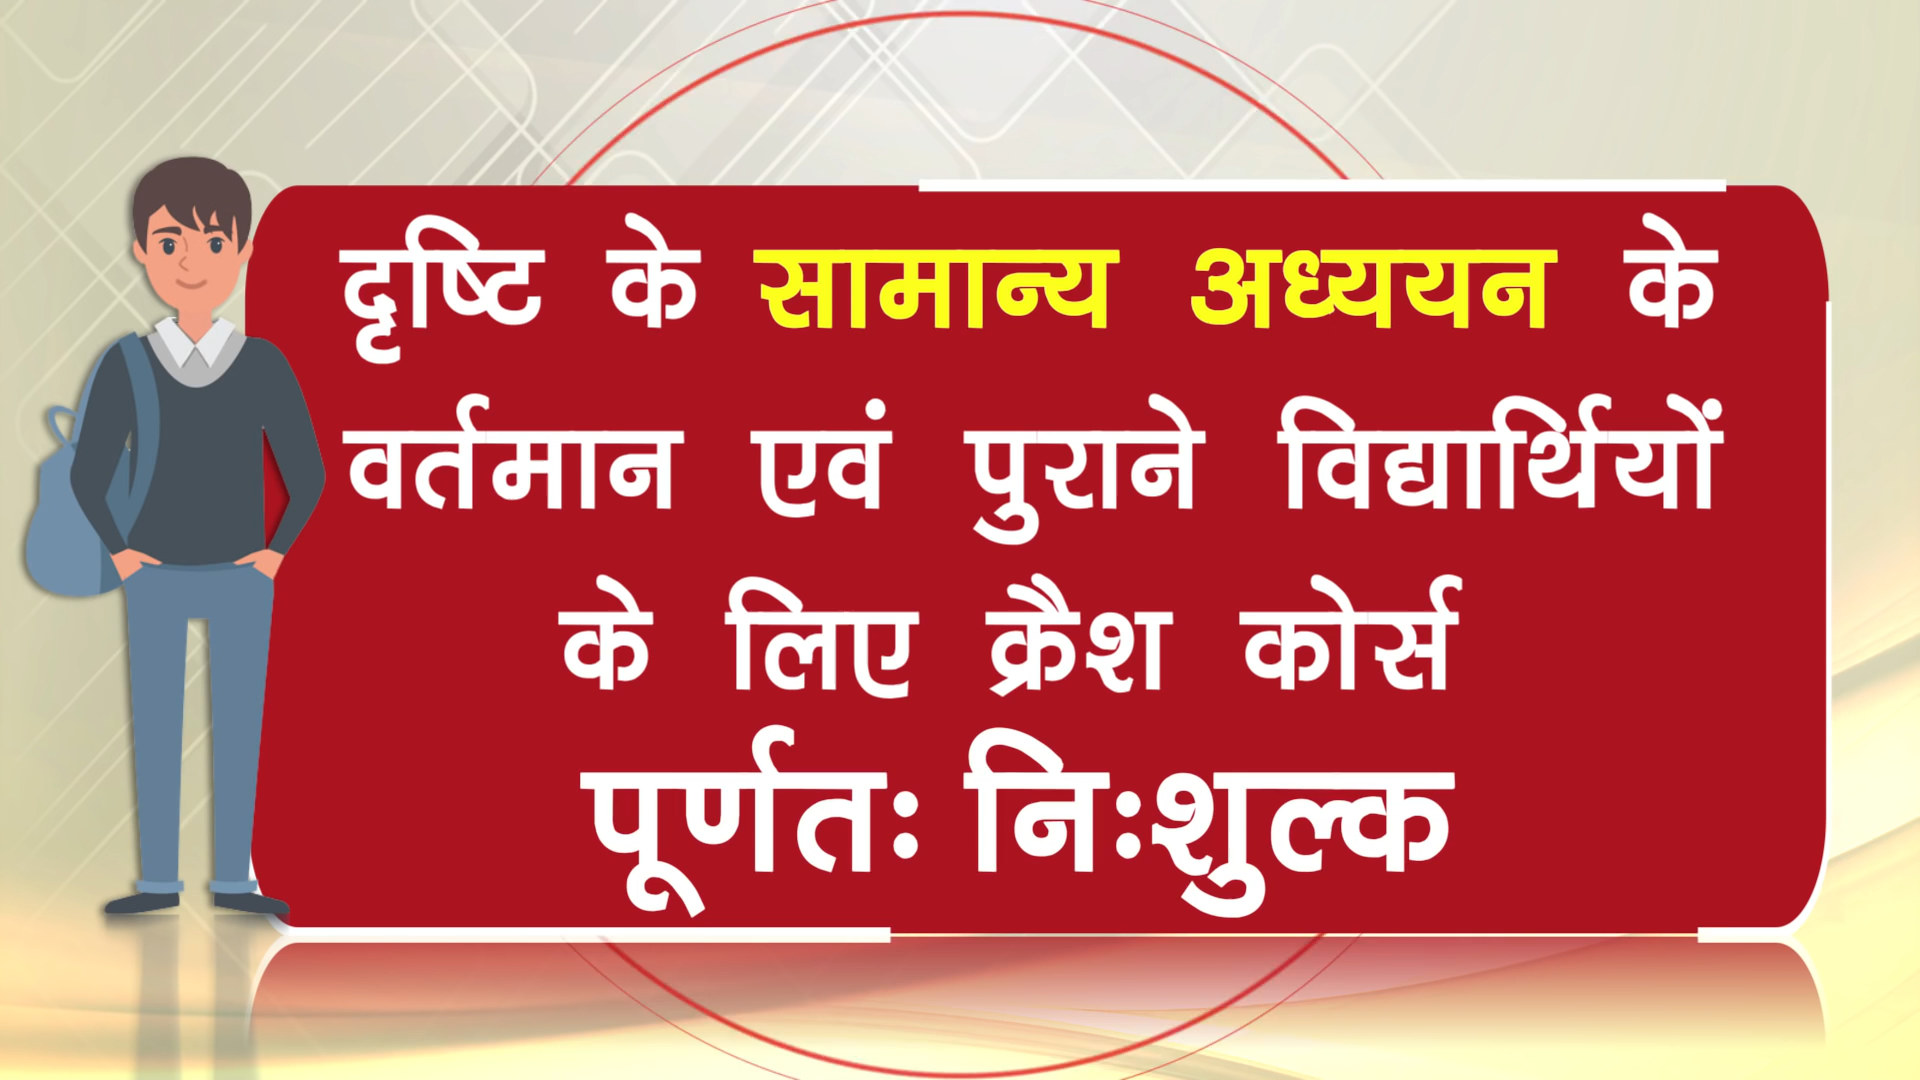 दृष्टि के सामान्य अध्ययन के
वर्तमान एवं पुराने विद्यार्थियों
के लिए क्रैश कोर्स
पूर्णतः निःशुल्क